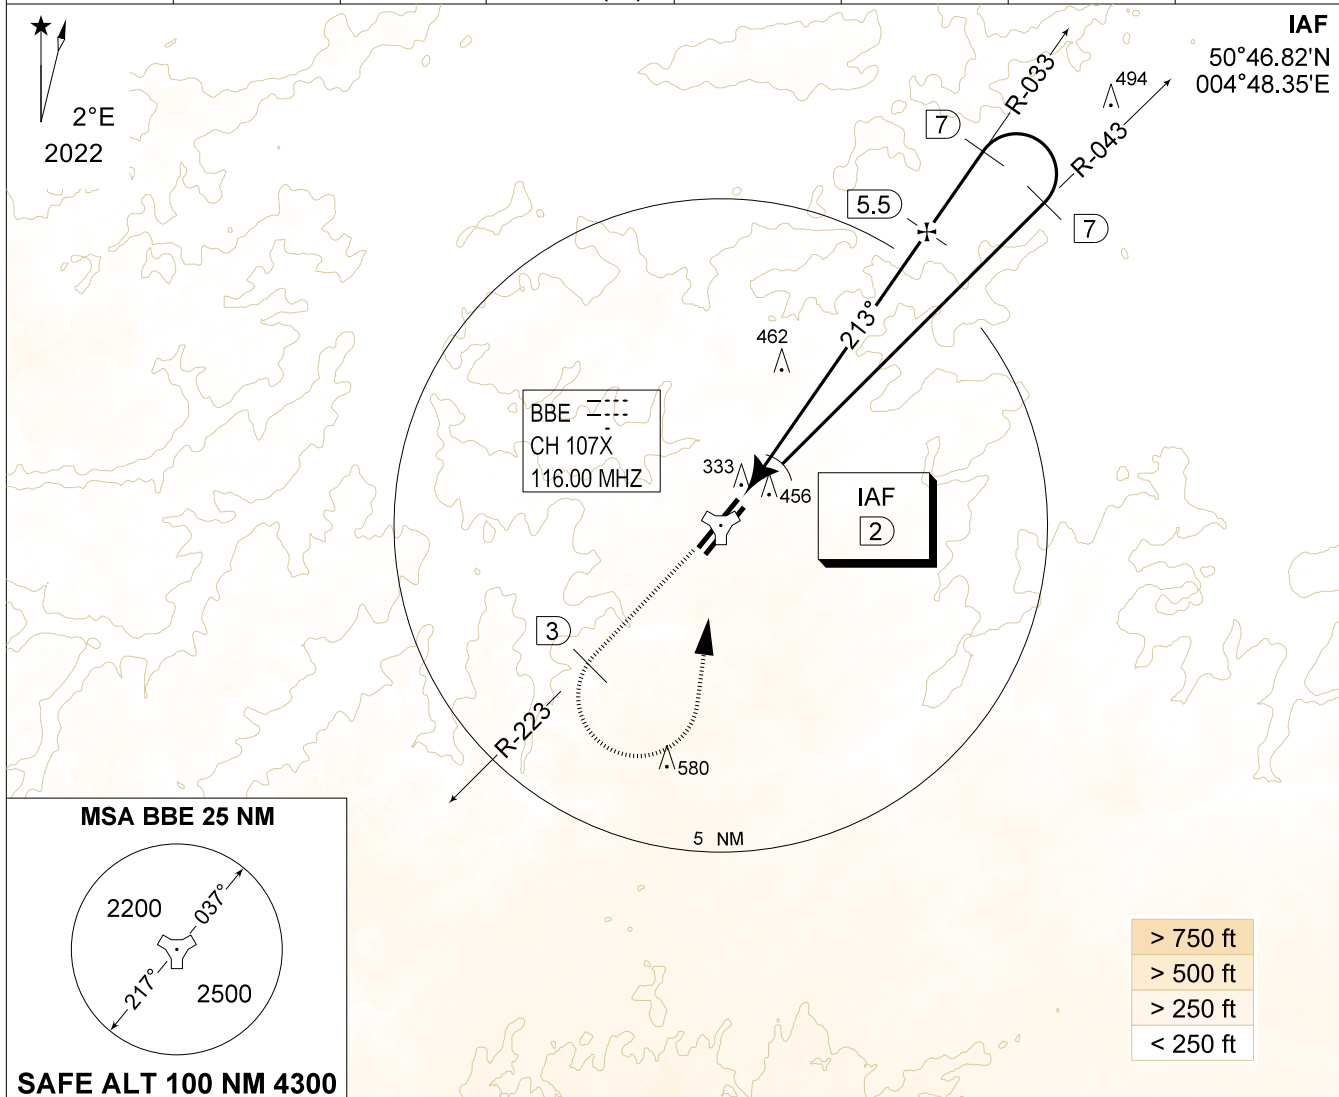 IAF
50°46.82'N
004°48.35'E
2°E
2022
R-033
494
7
R-043
5.5
7
213°
462
BBE
CH 107X
116.00 MHZ
333
456
IAF
2
3
R-223
580
5 NM
MSA BBE 25 NM
2200
037°
217°
2500
SAFE ALT 100 NM 4300
> 750 ft
> 500 ft
> 250 ft
< 250 ft